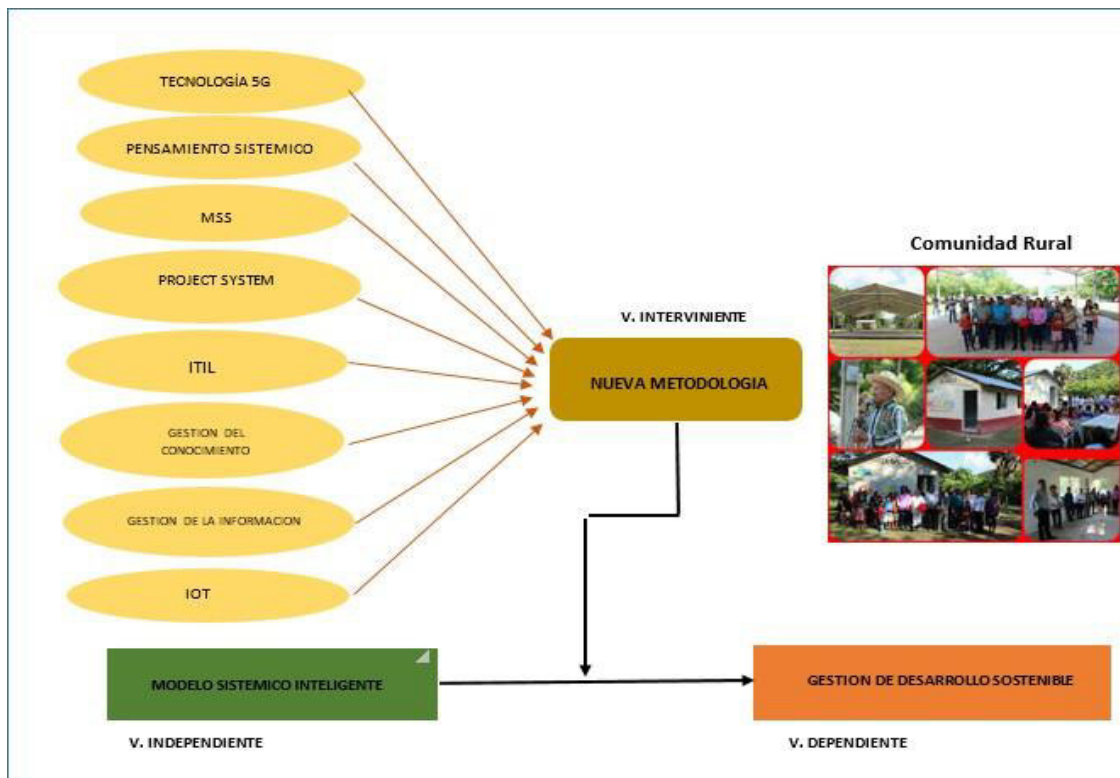 TECNOLOGÍA 5G
PENSAMIENTO SISTEMICO
MSS
PROJECT SYSTEM
ITIL
GESTION DEL
CONOCIMIENTO
GESTION DE LA INFORMACION
IOT
V. INTERVINIENTE
NUEVA METODOLOGIA
Comunidad Rural
MODELO SISTEMICO INTELIGENTE
V. INDEPENDIENTE
GESTION DE DESARROLLO SOSTENIBLE
V. DEPENDIENTE